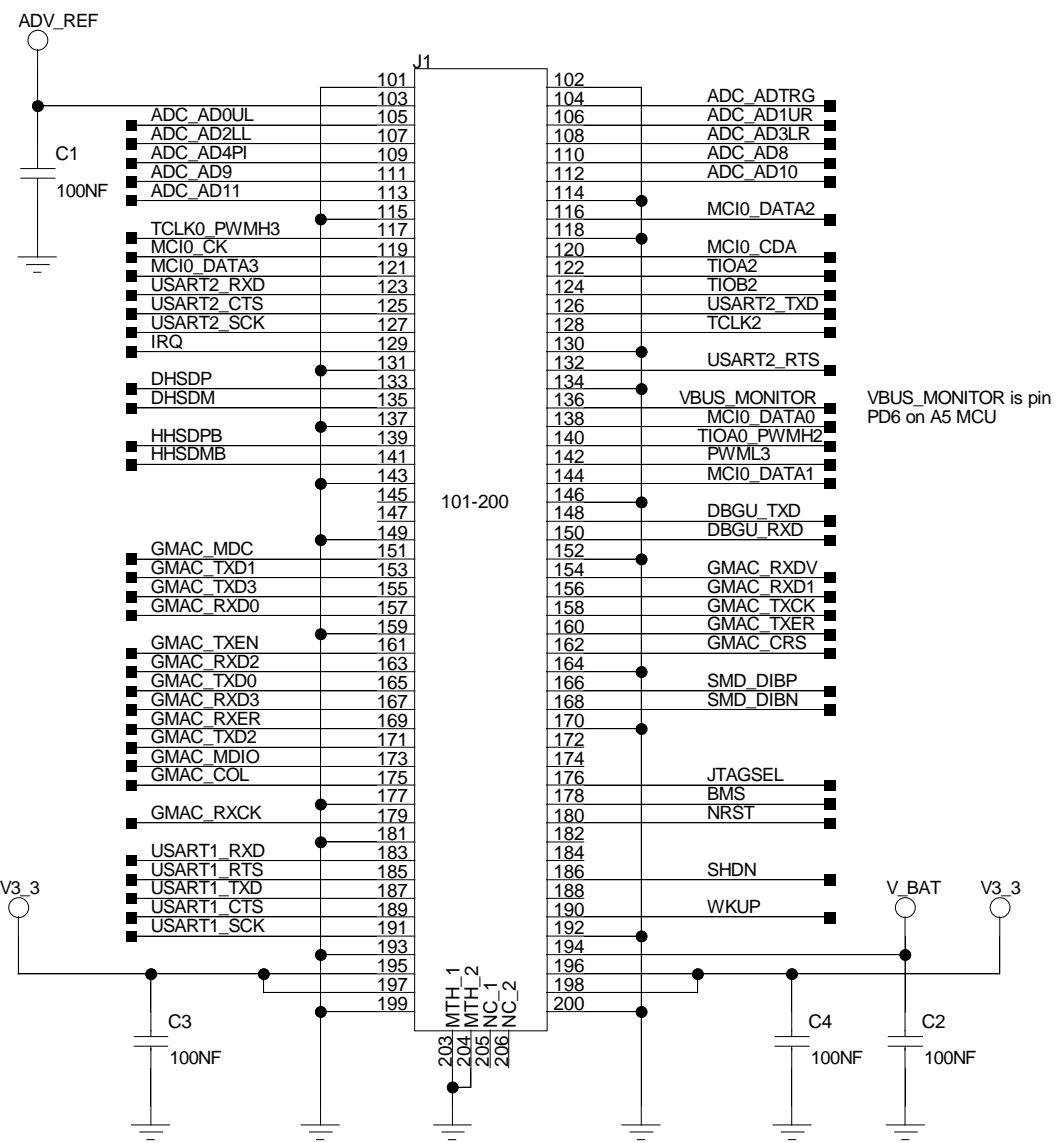 ADV_REF
J1
101 102
103 104 ADC_ADTRG
ADC_AD0UL 105 106 ADC_AD1UR
ADC_AD2LL 107 108 ADC_AD3LR
ADC_AD4PI 109 110 ADC_AD8
ADC_AD9 111 112 ADC_AD10
ADC_AD11 113 114
C1
100NF
115 116 MCI0_DATA2
TCLK0_PWMH3 117 118
MCI0_CK 119 120 MCI0_CDA
MCI0_DATA3 121 122 TIOA2
USART2_RXD 123 124 TIOB2
USART2_CTS 125 126 USART2_TXD
USART2_SCK 127 128 TCLK2
IRQ 129 130
131 132 USART2_RTS
DHSDP 133 134
DHSDM 135 136 VBUS_MONITOR
VBUS_MONITOR is pin
PD6 on A5 MCU
137 138 MCI0_DATA0
HHSDPB 139 140 TIOA0_PWMH2
HHSDMB 141 142 PWML3
143 144 MCI0_DATA1
145 146
101-200
147 148 DBGU_TXD
149 150 DBGU_RXD
GMAC_MDC 151 152
GMAC_TXD1 153 154 GMAC_RXDV
GMAC_TXD3 155 156 GMAC_RXD1
GMAC_RXD0 157 158 GMAC_TXCK
159 160 GMAC_TXER
GMAC_TXEN 161 162 GMAC_CRS
GMAC_RXD2 163 164
GMAC_TXD0 165 166 SMD_DIBP
GMAC_RXD3 167 168 SMD_DIBN
GMAC_RXER 169 170
GMAC_TXD2 171 172
GMAC_MDIO 173 174
GMAC_COL 175 176 JTAGSEL
177 178 BMS
GMAC_RXCK 179 180 NRST
181 182
USART1_RXD 183 184
USART1_RTS 185 186 SHDN
USART1_TXD 187 188
USART1_CTS 189 190 WKUP
USART1_SCK 191 192
V3_3 V_BAT V3_3
193 194
195 196
197 198
199 200
MTH_1 MTH_2 NC_1 NC_2
203 204 205 206
C3
100NF
C4
100NF
C2
100NF